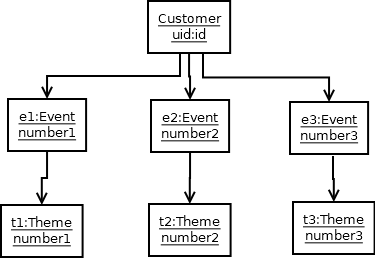 Customer
uid:id
e1:Event
number1
e2:Event
number2
e3:Event
number3
t1:Theme
number1
t2:Theme
number2
t3:Theme
number3